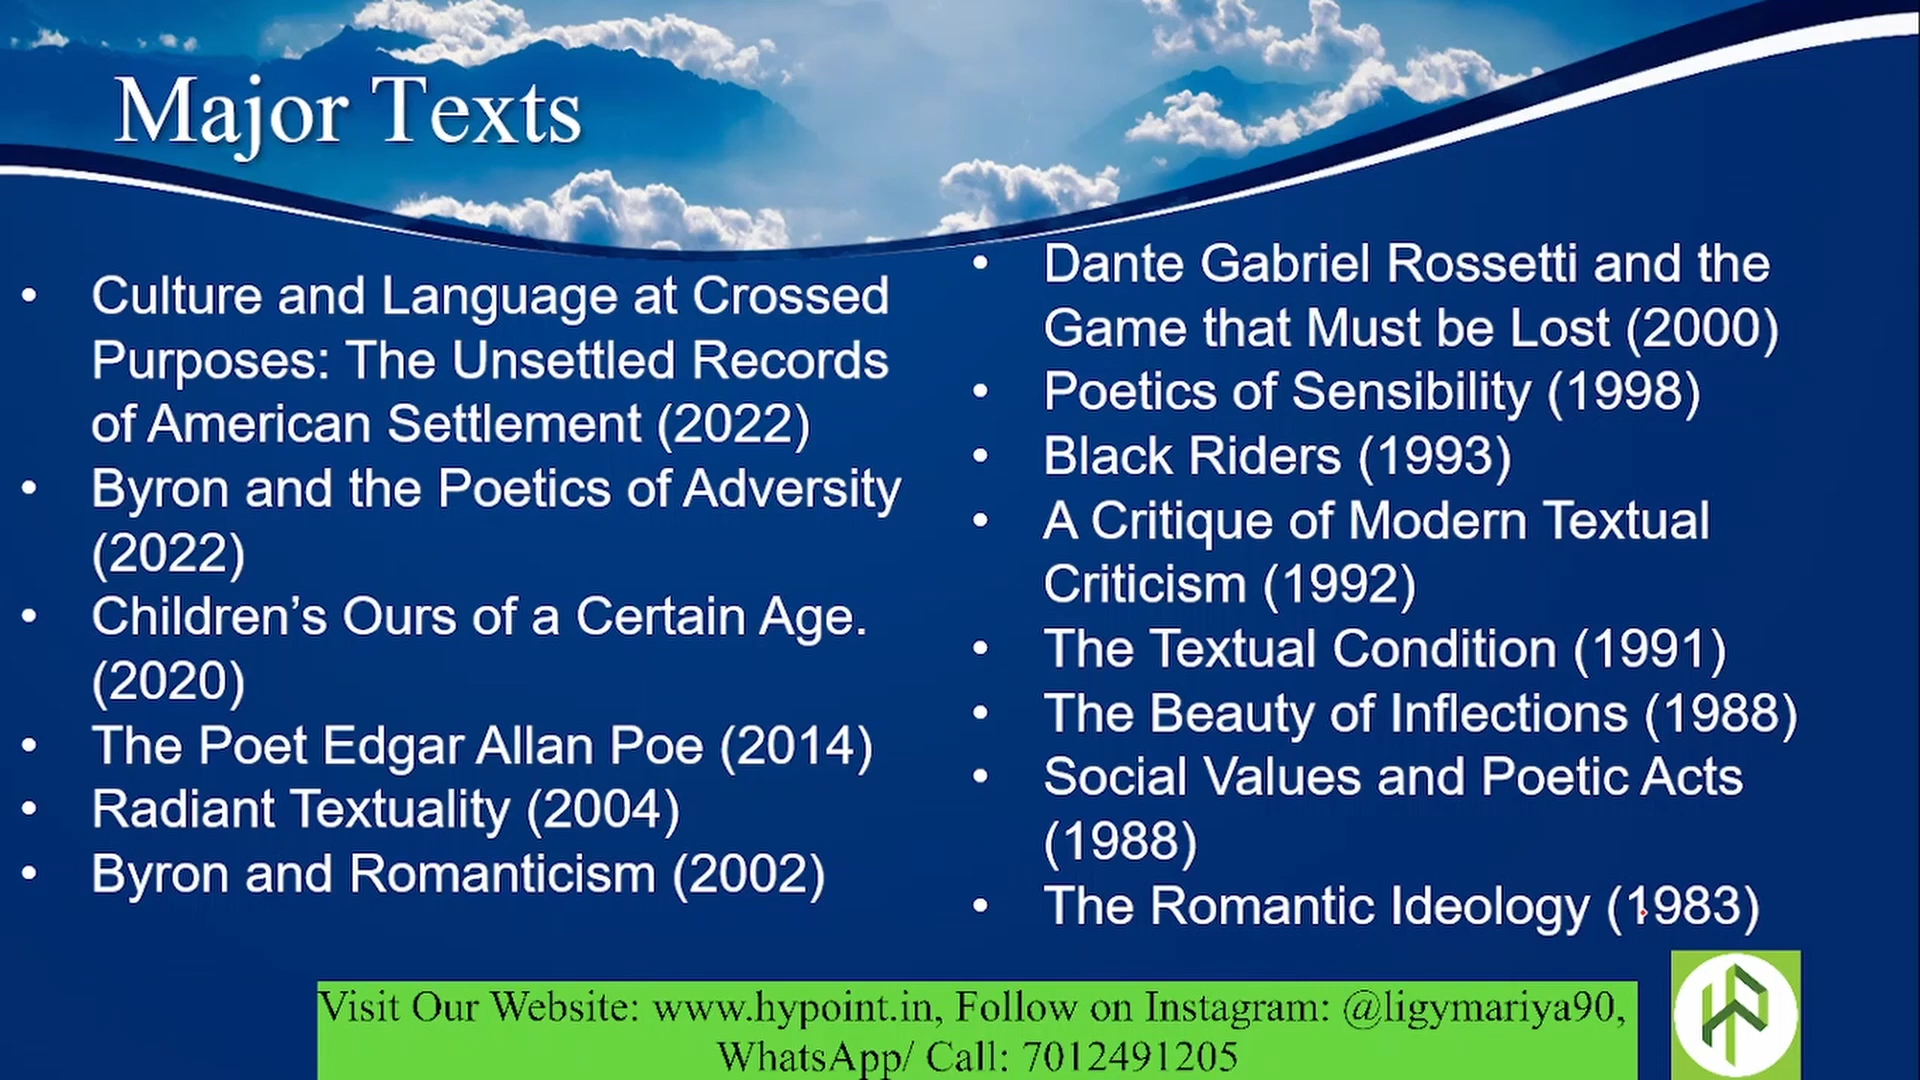 Major Texts
• Culture and Language at Crossed
Purposes: The Unsettled Records
of American Settlement (2022)
• Byron and the Poetics of Adversity
(2022)
• Children’s Ours of a Certain Age.
(2020)
• The Poet Edgar Allan Poe (2014)
• Radiant Textuality (2004)
• Byron and Romanticism (2002)
• Dante Gabriel Rossetti and the
Game that Must be Lost (2000)
• Poetics of Sensibility (1998)
• Black Riders (1993)
• A Critique of Modern Textual
Criticism (1992)
• The Textual Condition (1991)
• The Beauty of Inflections (1988)
• Social Values and Poetic Acts
(1988)
• The Romantic Ideology (1983)
Visit Our Website: www.hypoint.in, Follow on Instagram: @ligymariya90,
WhatsApp/ Call: 7012491205